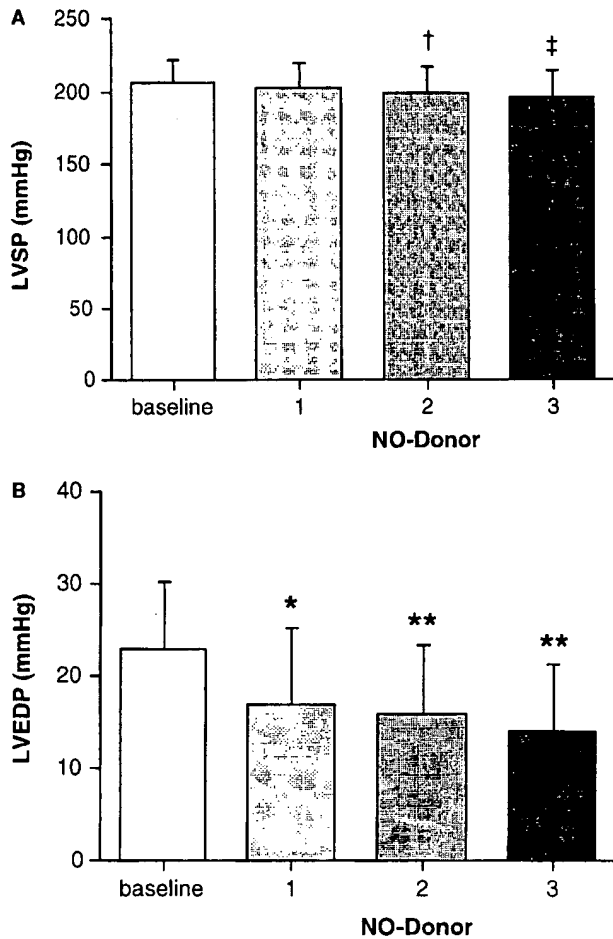 A
250
200
150
100
50
0
LVSP (mmHg)
†
‡
baseline
1
2
3
NO-Donor
B
40
30
20
10
0
LVEDP (mmHg)
*
**
**
baseline
1
2
3
NO-Donor